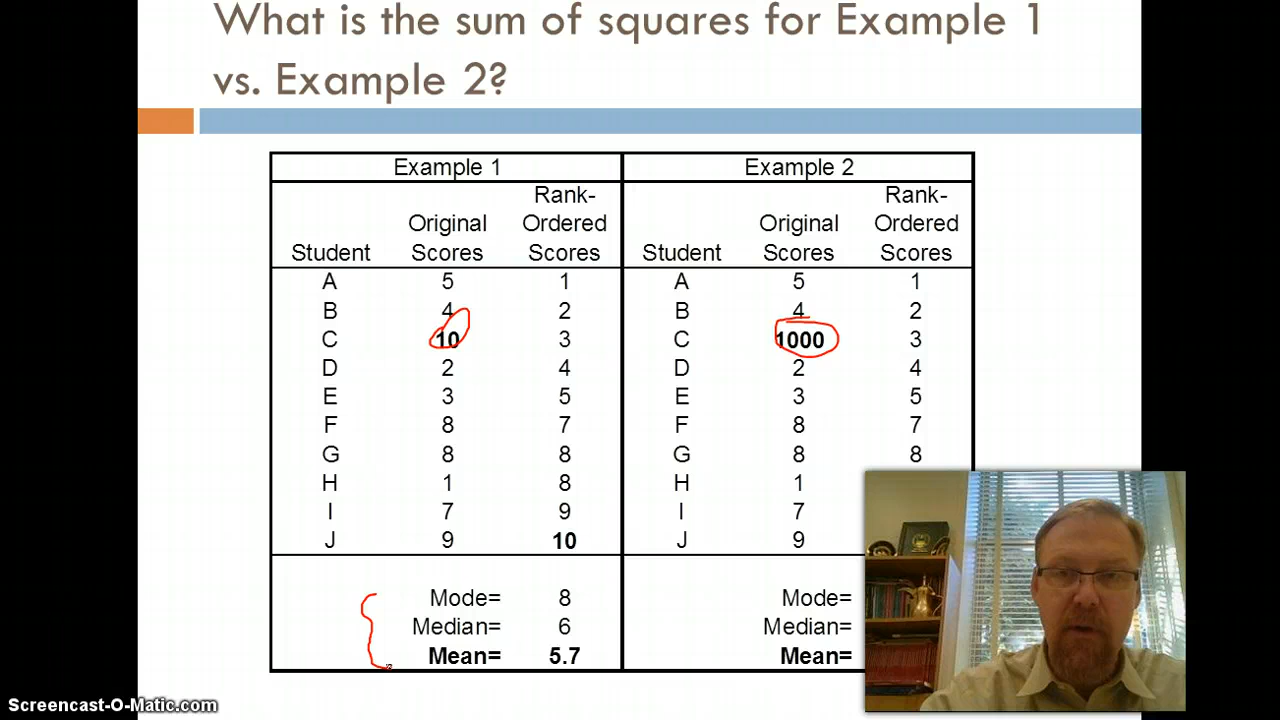 What is the sum of squares for Example 1
vs. Example 2?
Example 1 Example 2
Rank- Rank-
Original Ordered Original Ordered
Student Scores Scores Student Scores Scores
A 5 1 A 5 1
B 4 2 B 4 2
C 10 3 C 1000 3
D 2 4 D 2 4
E 3 5 E 3 5
F 8 7 F 8 7
G 8 8 G 8 8
H 1 8 H 1
I 7 9 I 7
J 9 10 J 9
Mode= 8 Mode=
Median= 6 Median=
Mean= 5.7 Mean=
Screencast-O-Matic.com